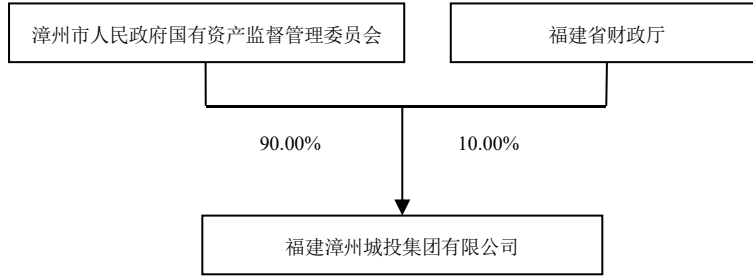 漳州市人民政府国有资产监督管理委员会
福建省财政厅
90.00%
10.00%
福建漳州城投集团有限公司